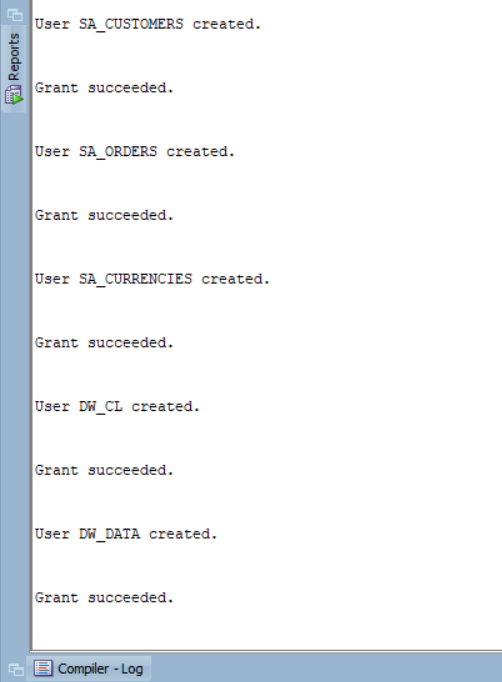 Reports
User SA_CUSTOMERS created.
Grant succeeded.
User SA_ORDERS created.
Grant succeeded.
User SA_CURRENCIES created.
Grant succeeded.
User DW_CL created.
Grant succeeded.
User DW_DATA created.
Grant succeeded.
Compiler - Log